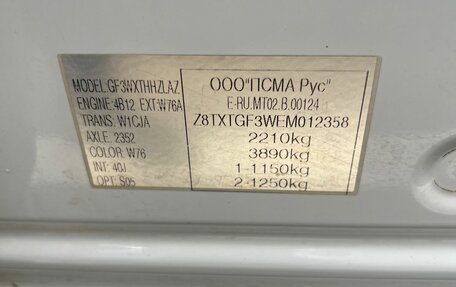 MODEL:GF3WXTHHZLAZ
ENGINE: 4B12 EXT:W76A
TRANS: W1CJA
AXLE: 2352
COLOR: W76
INT: 40J
OPT: S05
ООО"ПСМА Рус"
E-RU.MT02.B.00124
Z8TXTGF3WEM012358
2210kg
3890kg
1-1150kg
2-1250kg